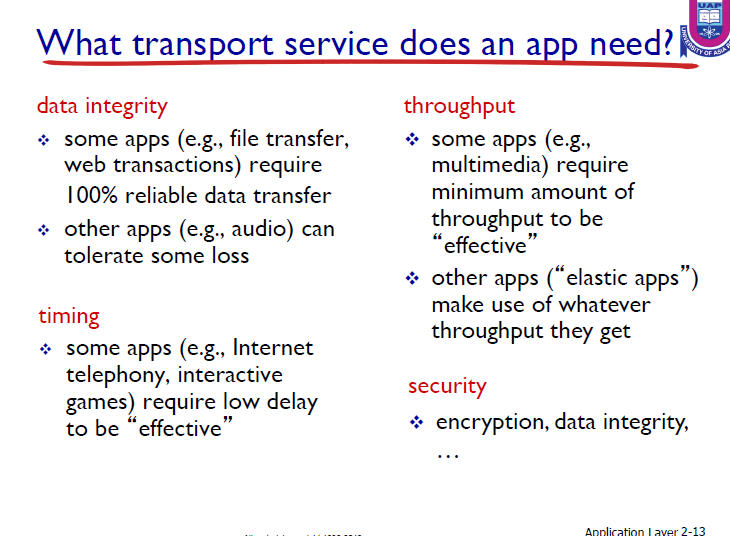 What transport service does an app need?
UAP
UNIVERSITY OF ASIA
data integrity
❖ some apps (e.g., file transfer,
web transactions) require
100% reliable data transfer
❖ other apps (e.g., audio) can
tolerate some loss
timing
❖ some apps (e.g., Internet
telephony, interactive
games) require low delay
to be “effective”
throughput
❖ some apps (e.g.,
multimedia) require
minimum amount of
throughput to be
“effective”
❖ other apps (“elastic apps”)
make use of whatever
throughput they get
security
❖ encryption, data integrity,
…
Application Layer 2-13